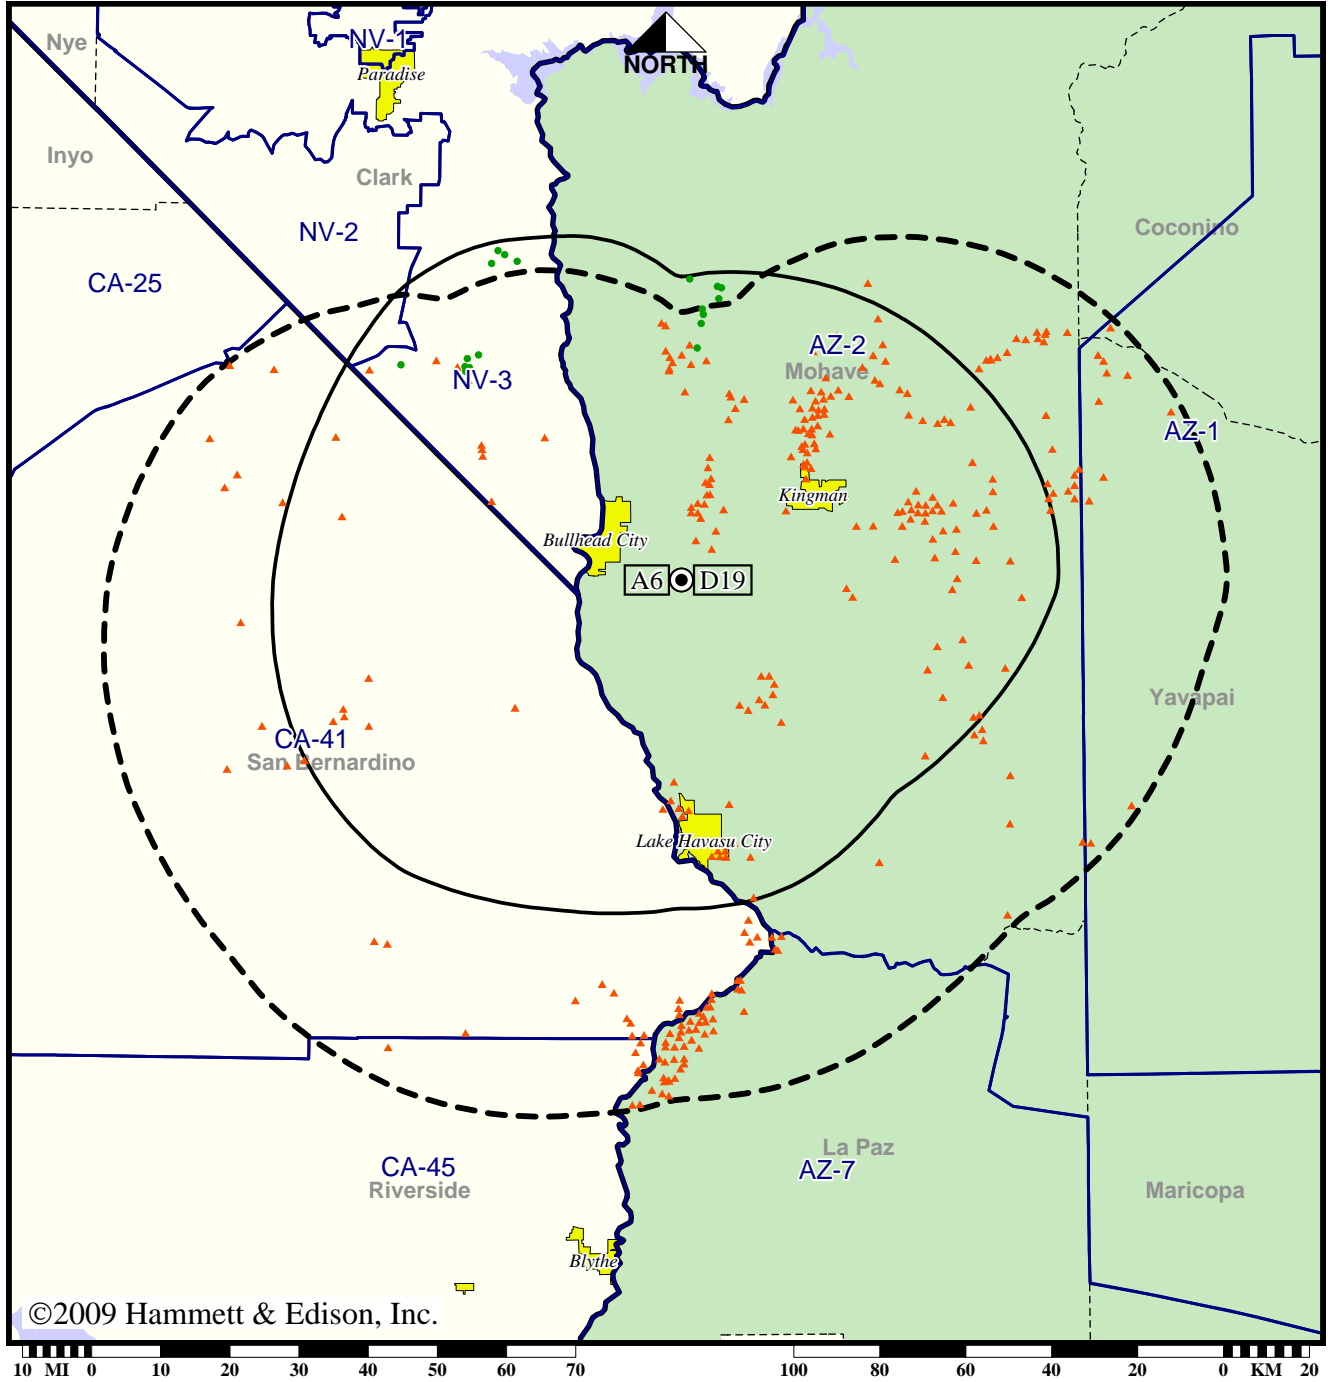 Nye
NV-1
Paradise
NORTH
Inyo
Clark
NV-2
Coconino
CA-25
AZ-2
Mohave
NV-3
AZ-1
Kingman
Bullhead City
A6 D19
Yavapai
CA-41
San Bernardino
Lake Havasu City
La Paz
CA-45
AZ-7
Riverside
Maricopa
Blythe
©2009 Hammett & Edison, Inc.
10 MI 0 10 20 30 40 50 60 70 100 80 60 40 20 0 KM 20